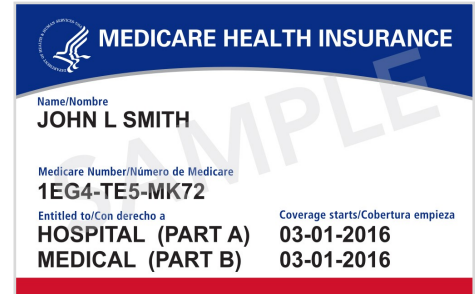 MEDICARE HEALTH INSURANCE
Name/Nombre
JOHN L SMITH
Medicare Number/Número de Medicare
1EG4-TE5-MK72
Entitled to/Con derecho a Coverage starts/Cobertura empieza
HOSPITAL (PART A) 03-01-2016
MEDICAL (PART B) 03-01-2016
SAMPLE